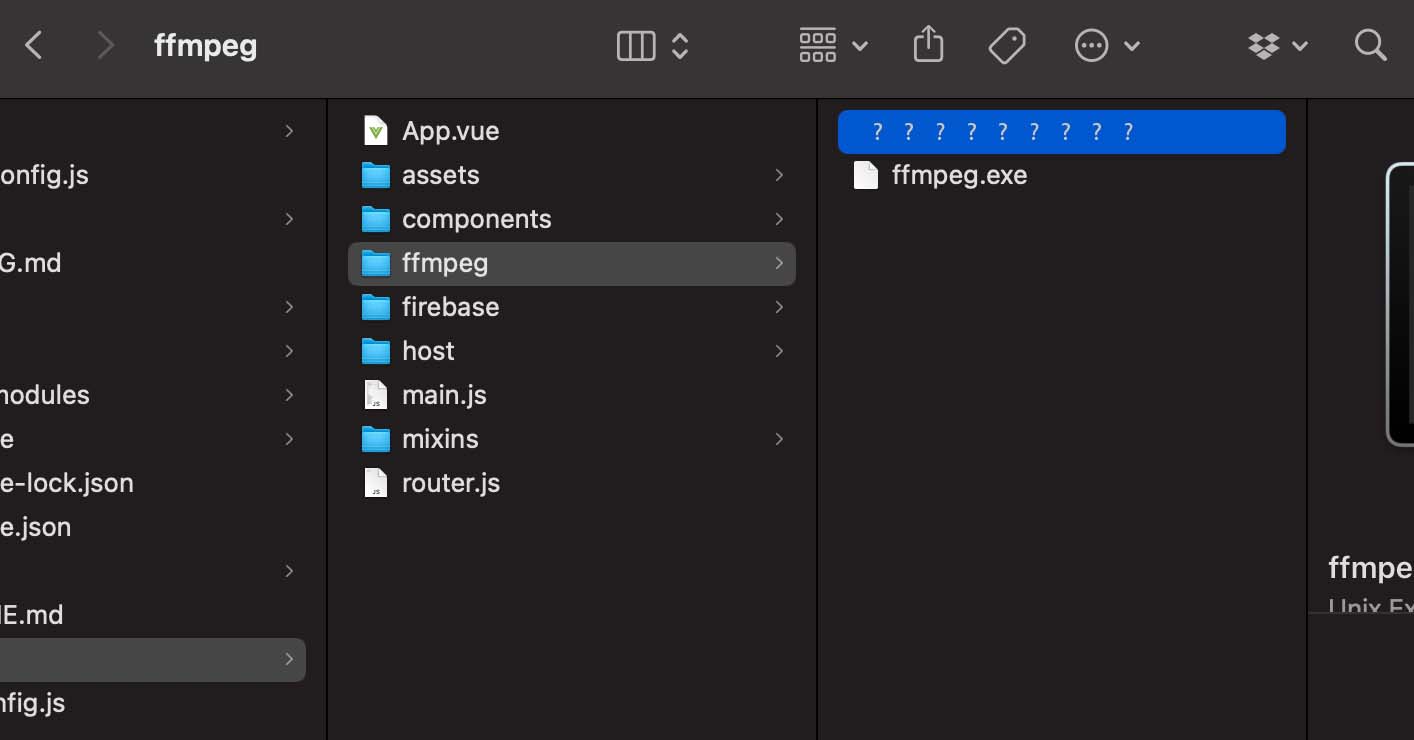 ffmpeg
onfig.js
G.md
nodules
e
e-lock.json
e.json
E.md
nfig.js
App.vue
assets
components
ffmpeg
firebase
host
main.js
mixins
router.js
? ? ? ? ? ? ? ? ?
ffmpeg.exe
ffmpe
Unix Ex